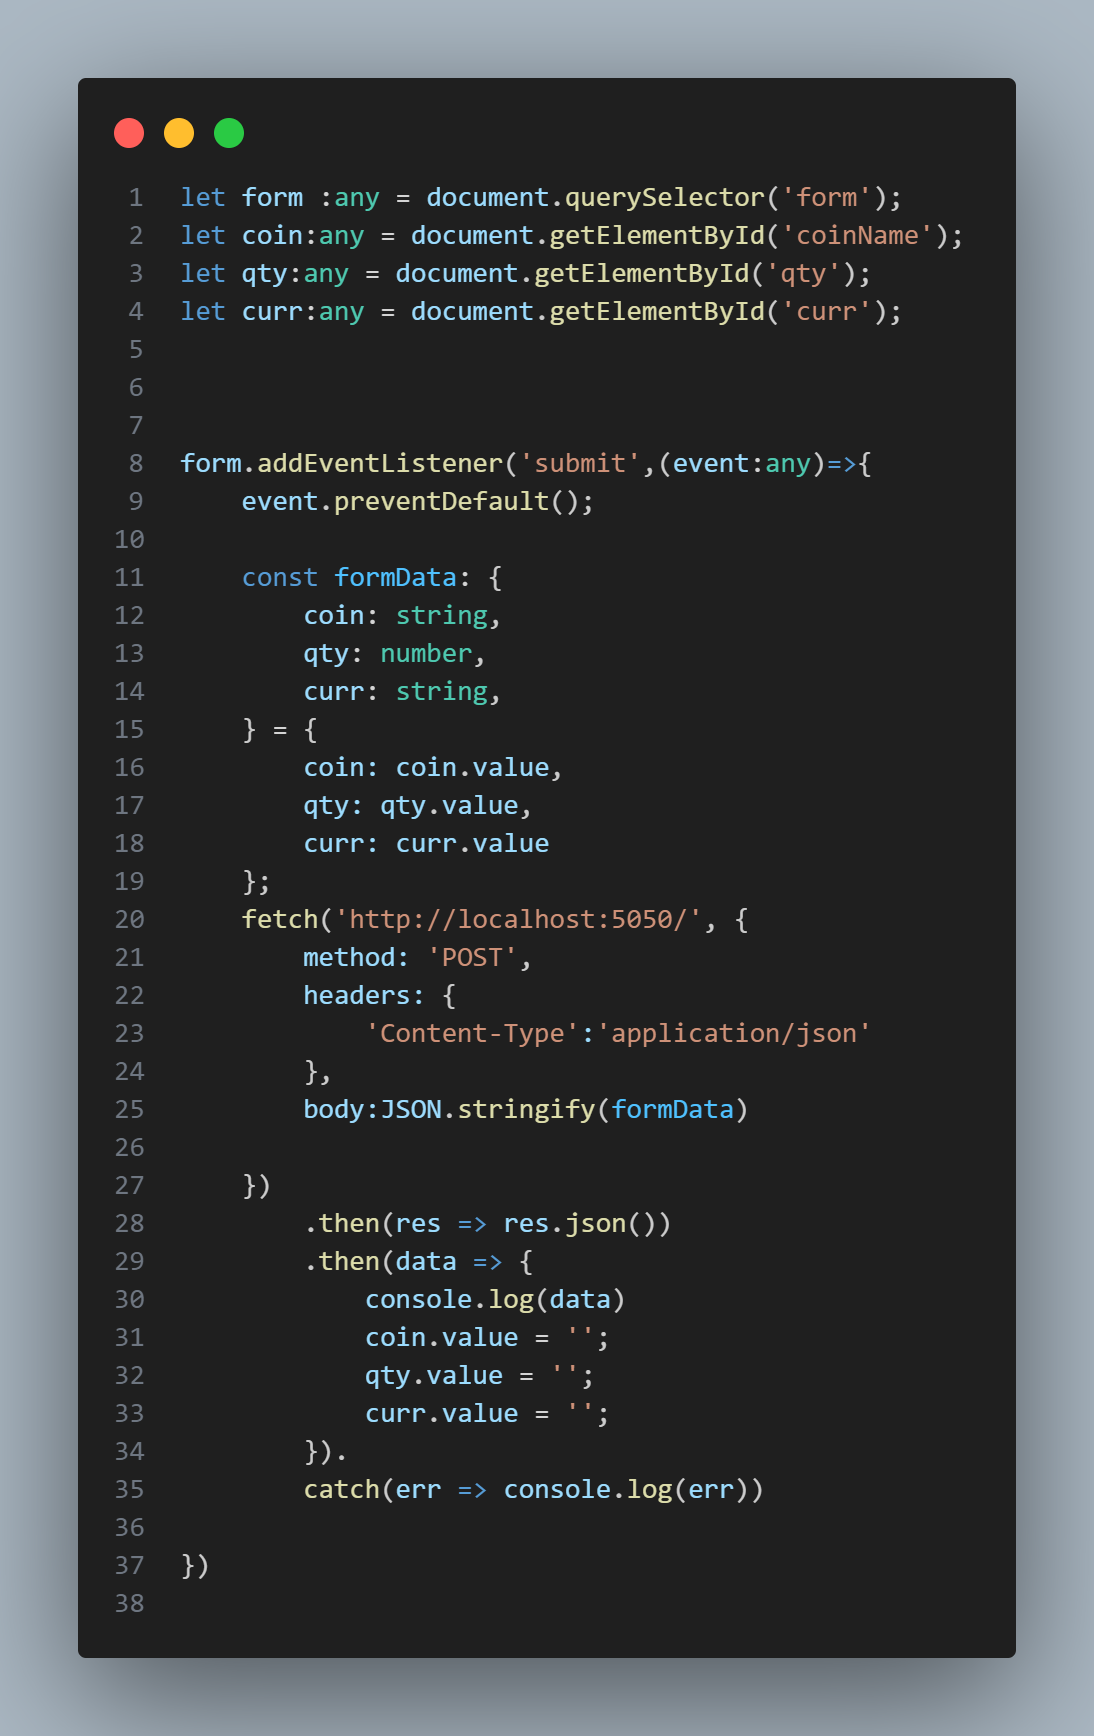 1 let form :any = document.querySelector('form');
2 let coin:any = document.getElementById('coinName');
3 let qty:any = document.getElementById('qty');
4 let curr:any = document.getElementById('curr');
5
6
7
8 form.addEventListener('submit',(event:any)=>{
9     event.preventDefault();
10
11     const formData: {
12         coin: string,
13         qty: number,
14         curr: string,
15     } = {
16         coin: coin.value,
17         qty: qty.value,
18         curr: curr.value
19     };
20     fetch('http://localhost:5050/', {
21         method: 'POST',
22         headers: {
23             'Content-Type':'application/json'
24         },
25         body:JSON.stringify(formData)
26
27     })
28         .then(res => res.json())
29         .then(data => {
30             console.log(data)
31             coin.value = '';
32             qty.value = '';
33             curr.value = '';
34         }).
35         catch(err => console.log(err))
36
37 })
38